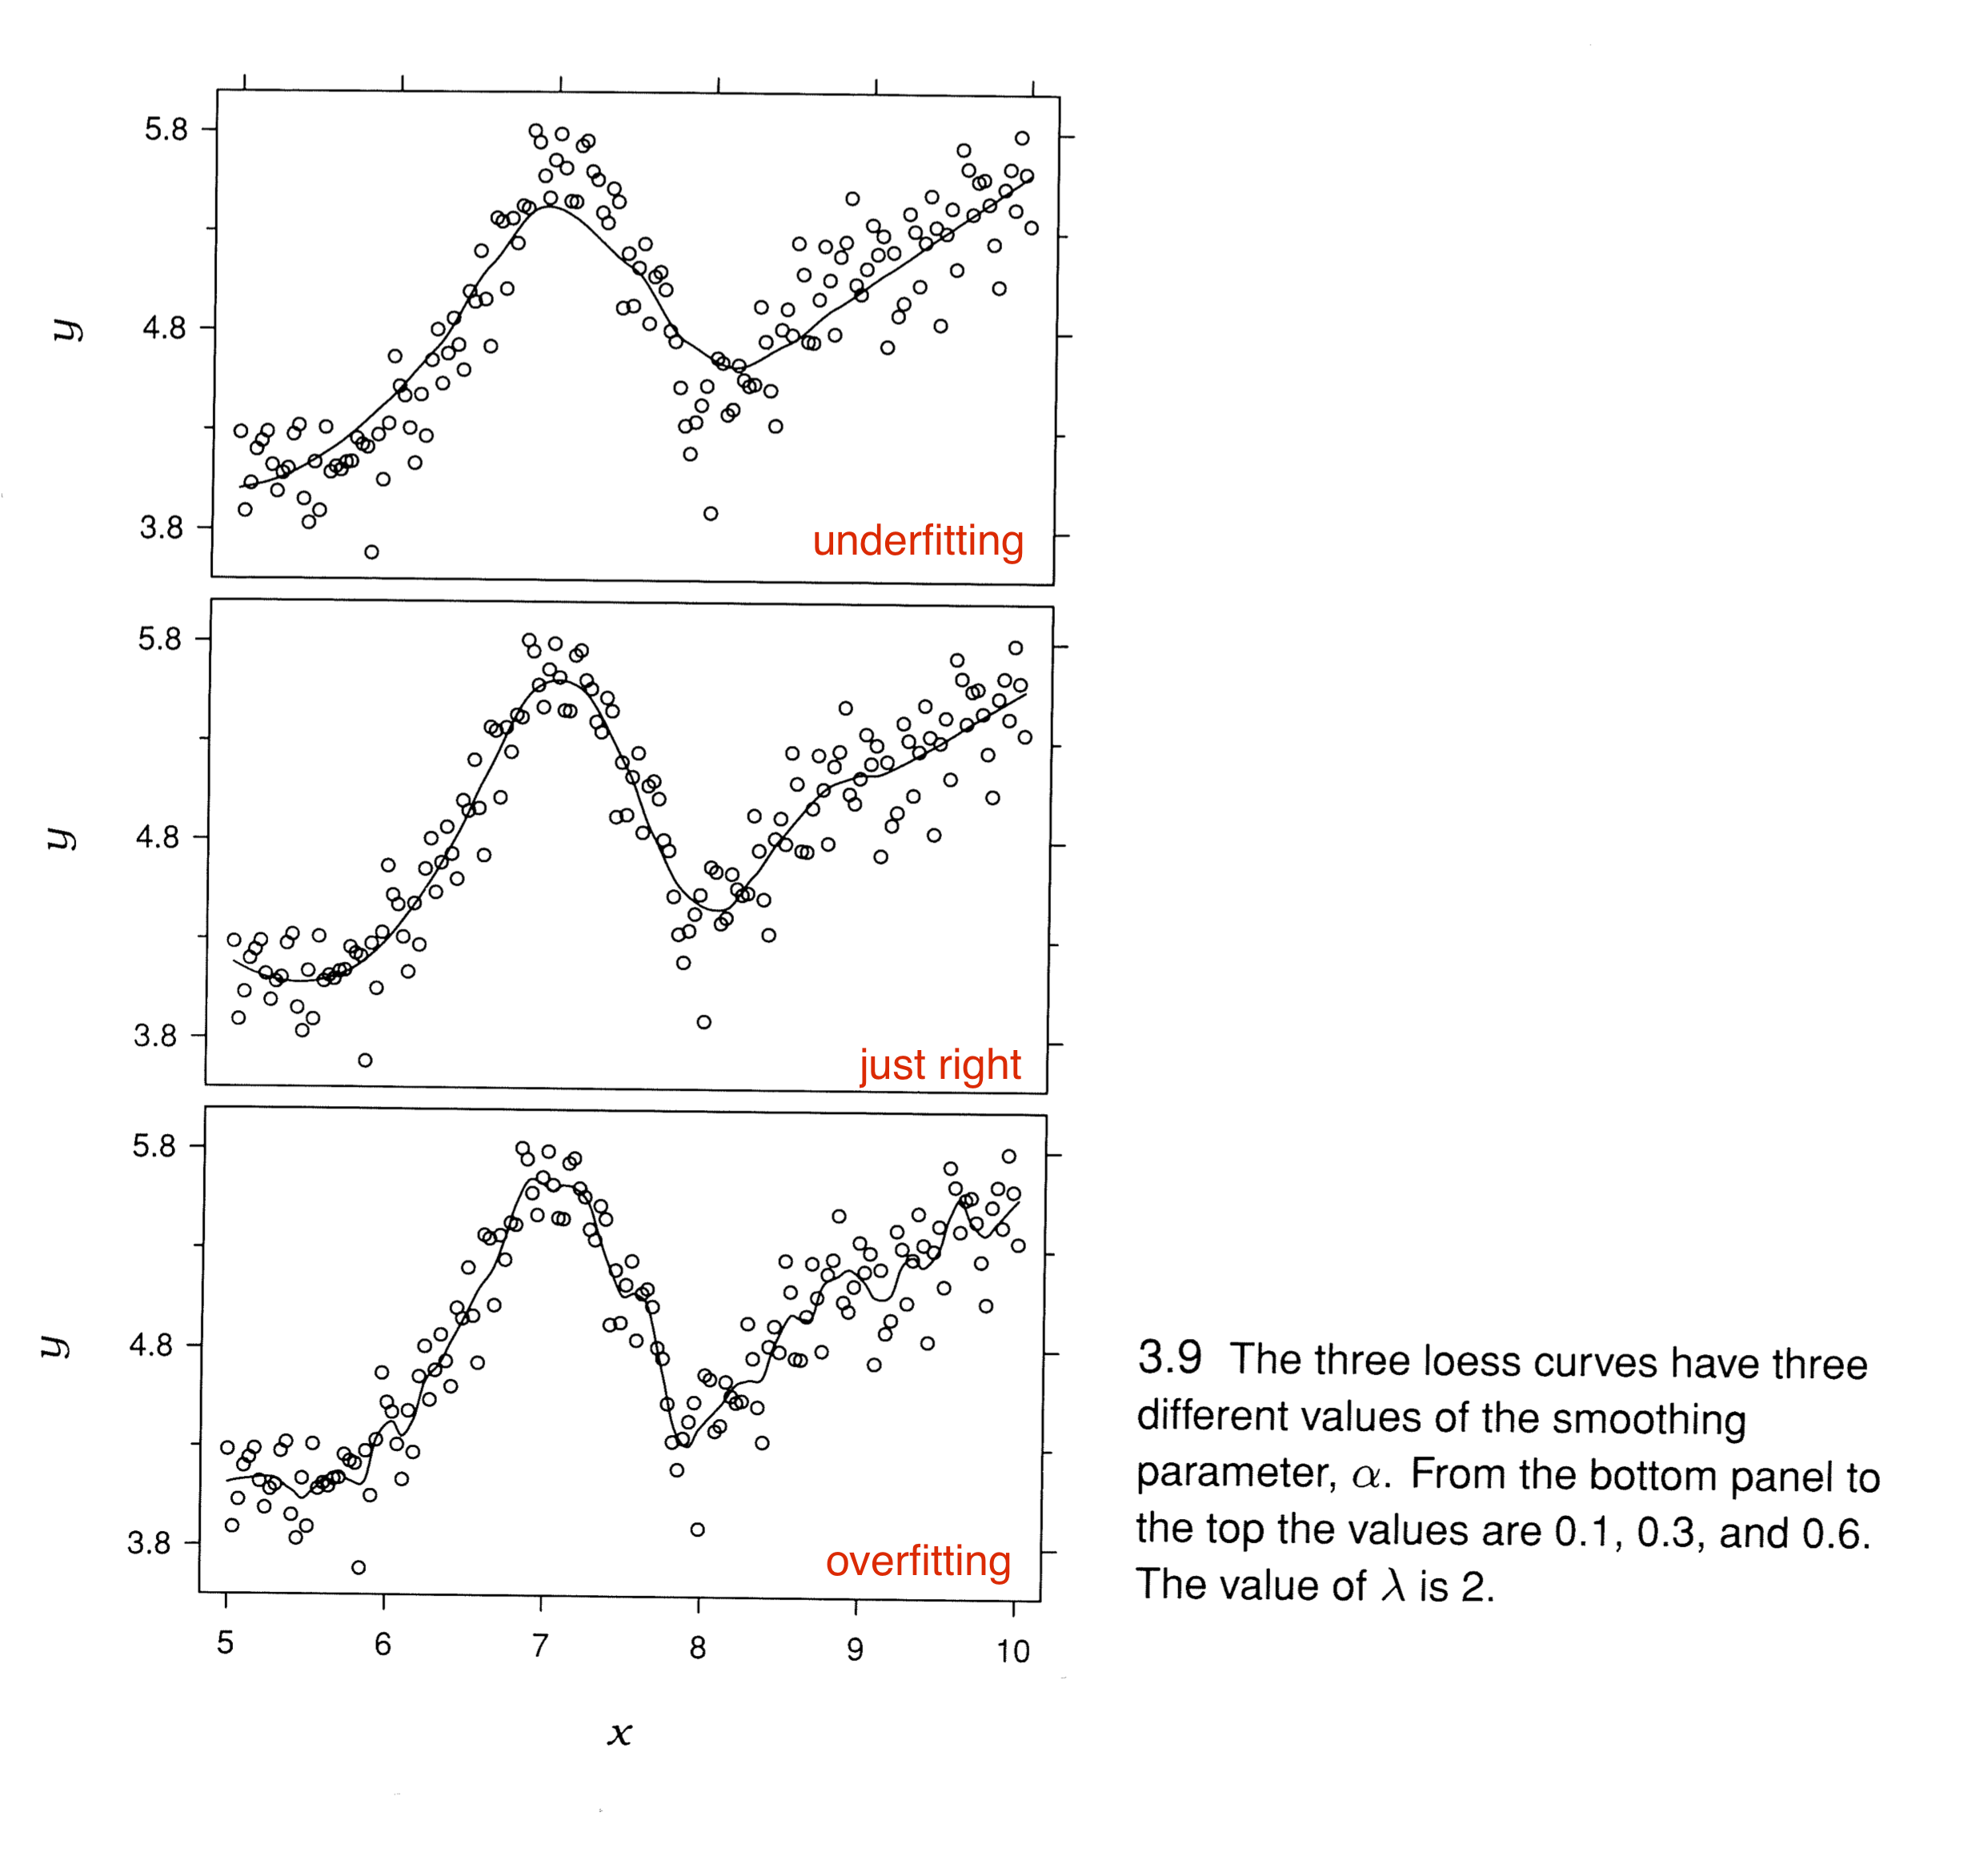 5.8
y
4.8
3.8
underfitting
5.8
y
4.8
3.8
just right
5.8
y
4.8
3.8
overfitting
5 6 7 8 9 10
x
3.9 The three loess curves have three
different values of the smoothing
parameter, α. From the bottom panel to
the top the values are 0.1, 0.3, and 0.6.
The value of λ is 2.